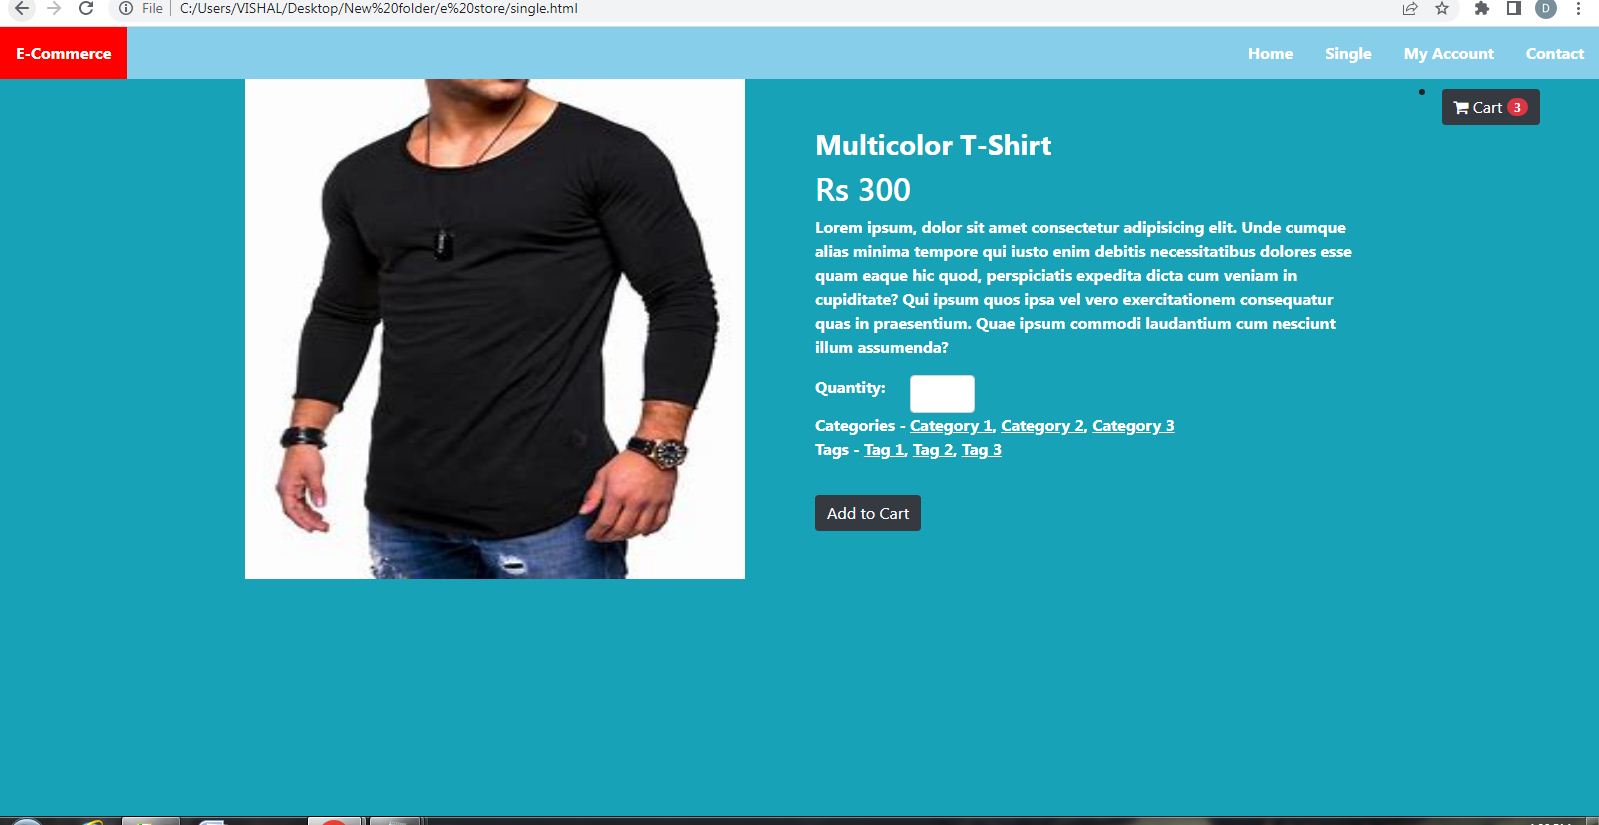 File C:/Users/VISHAL/Desktop/New%20folder/e%20store/single.html
D
E-Commerce Home Single My Account Contact
Cart 3
Multicolor T-Shirt
Rs 300
Lorem ipsum, dolor sit amet consectetur adipisicing elit. Unde cumque
alias minima tempore qui iusto enim debitis necessitatibus dolores esse
quam eaque hic quod, perspiciatis expedita dicta cum veniam in
cupiditate? Qui ipsum quos ipsa vel vero exercitationem consequatur
quas in praesentium. Quae ipsum commodi laudantium cum nesciunt
illum assumenda?
Quantity:
Categories - Category 1, Category 2, Category 3
Tags - Tag 1, Tag 2, Tag 3
Add to Cart